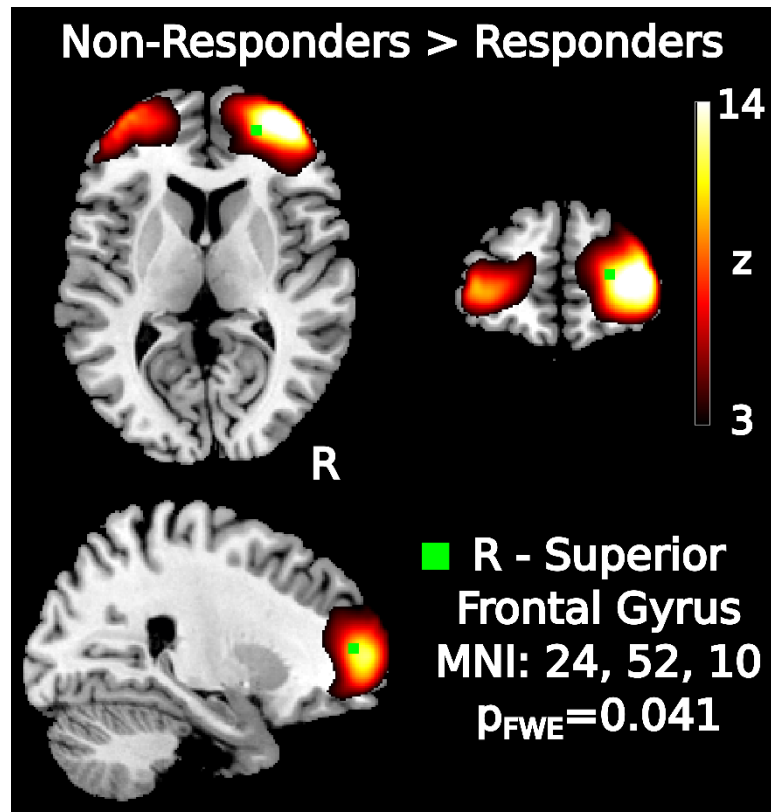 Non-Responders > Responders
14
z
3
R
R - Superior
Frontal Gyrus
MNI: 24, 52, 10
pFWE=0.041